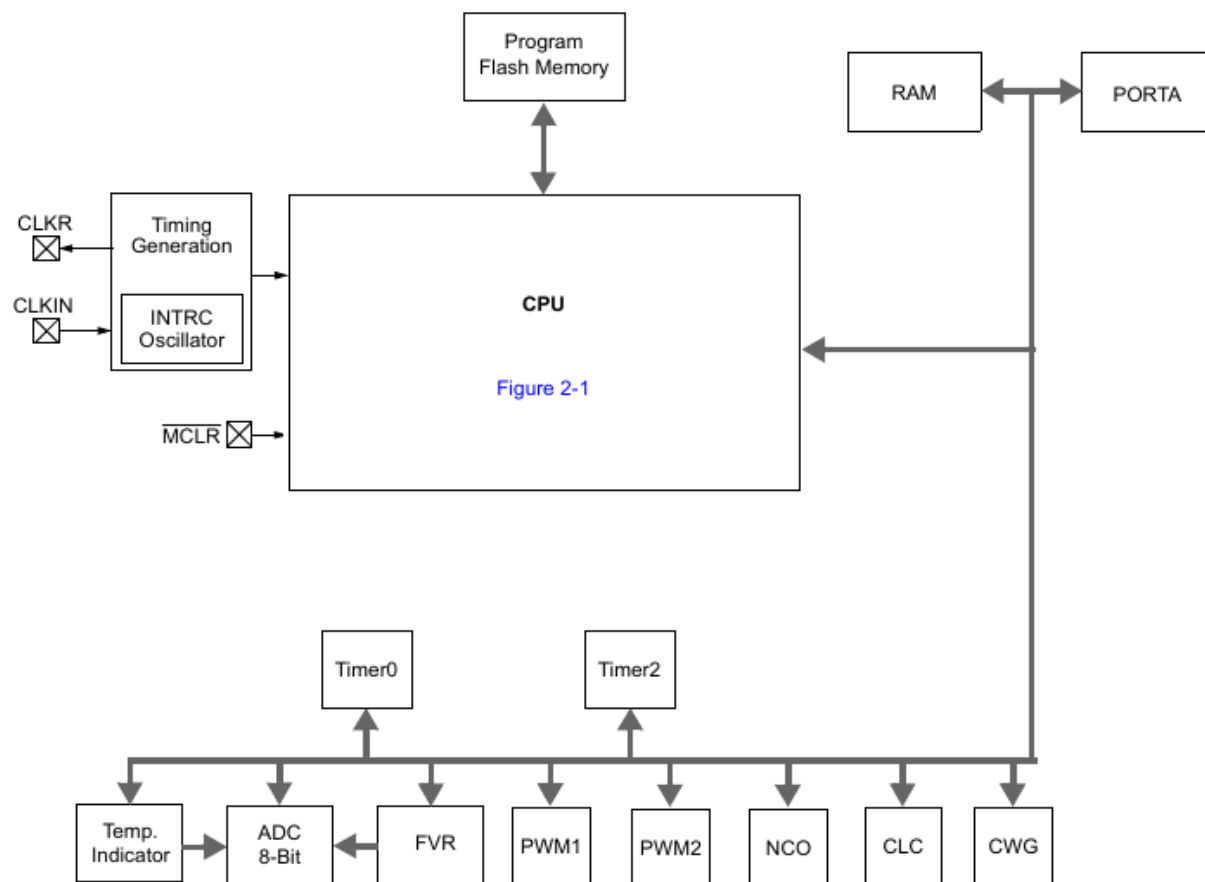 Program
Flash Memory
RAM
PORTA
CLKR
Timing
Generation
CLKIN
INTRC
Oscillator
CPU
Figure 2-1
MCLR
Timer0
Timer2
Temp.
Indicator
ADC
8-Bit
FVR
PWM1
PWM2
NCO
CLC
CWG